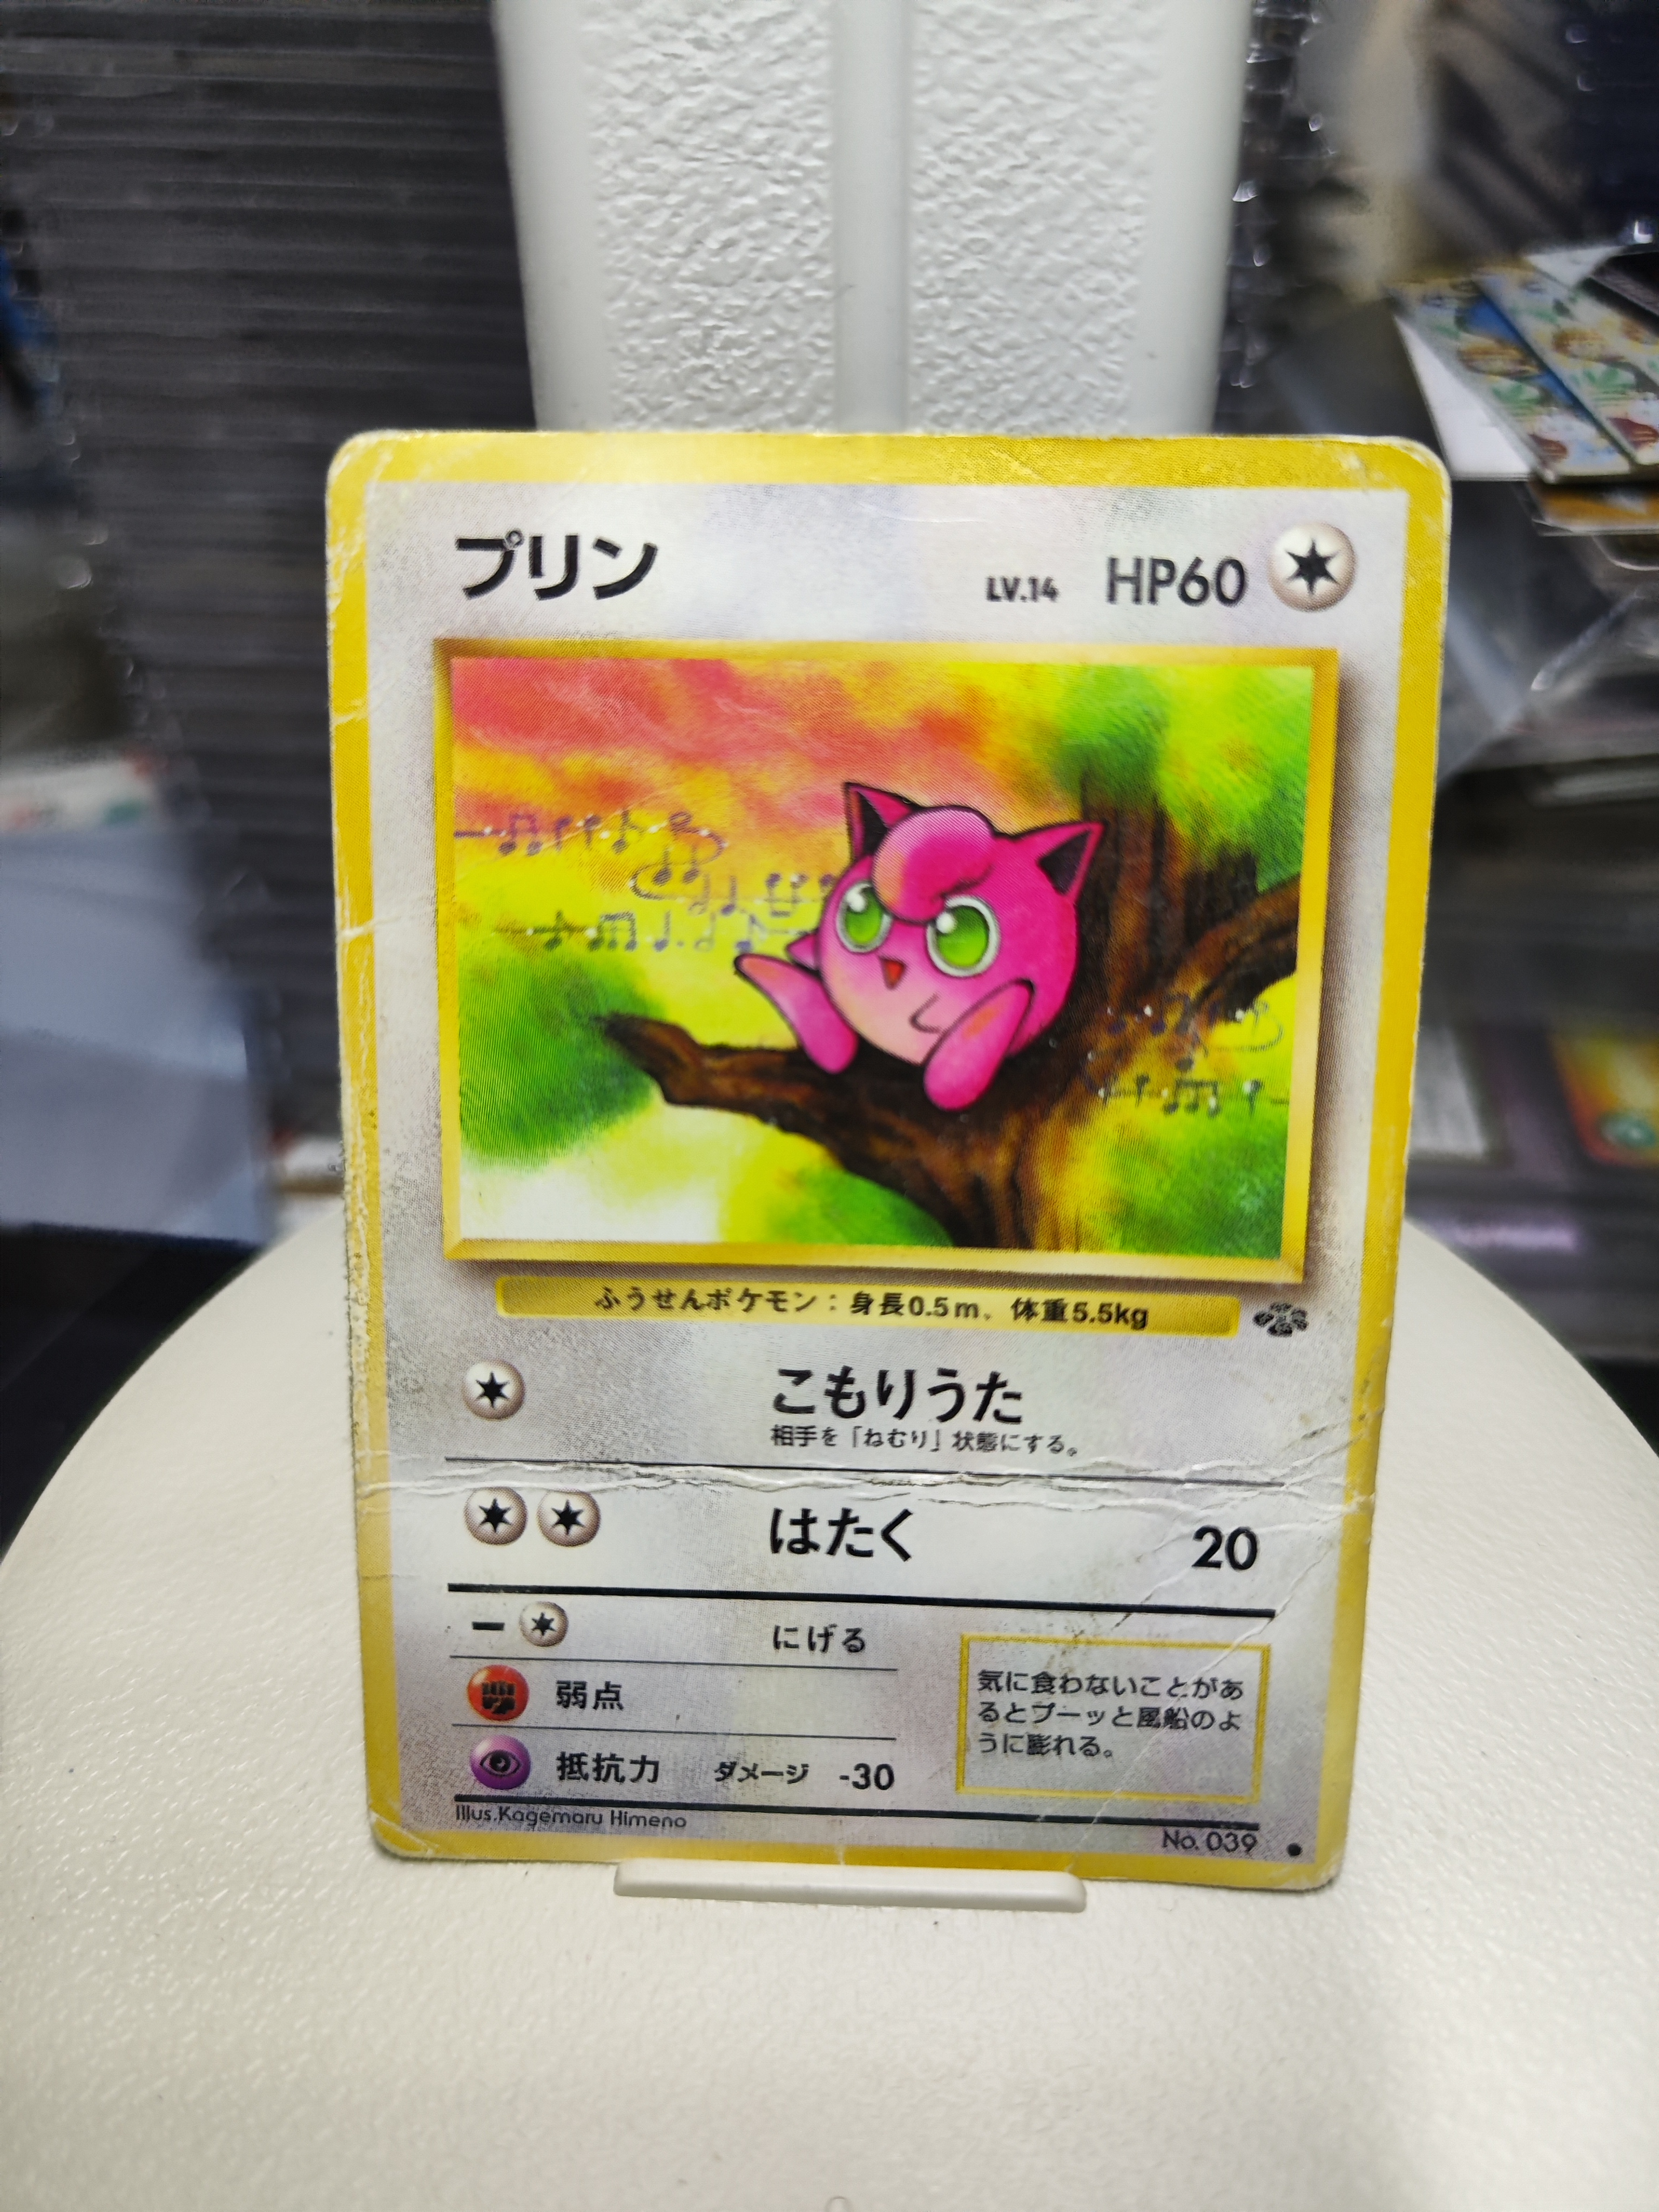 プリン LV.14 HP60
ふうせんポケモン：身長0.5m．体重5.5kg
こもりうた
相手を「ねむり」状態にする。
はたく 20
にげる
弱点
抵抗力 ダメージ -30
気に食わないことがあ
るとプーッと風船のよ
うに膨れる。
Illus.Kagemaru Himeno
No.039